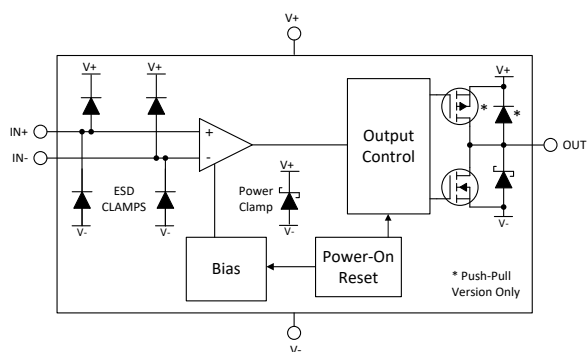 V+
V+
V+
V+
IN+
+
*
*
Output
Control
OUT
IN-
-
ESD
CLAMPS
V+
Power
Clamp
V-
V-
V-
V-
Bias
Power-On
Reset
* Push-Pull
Version Only
V-